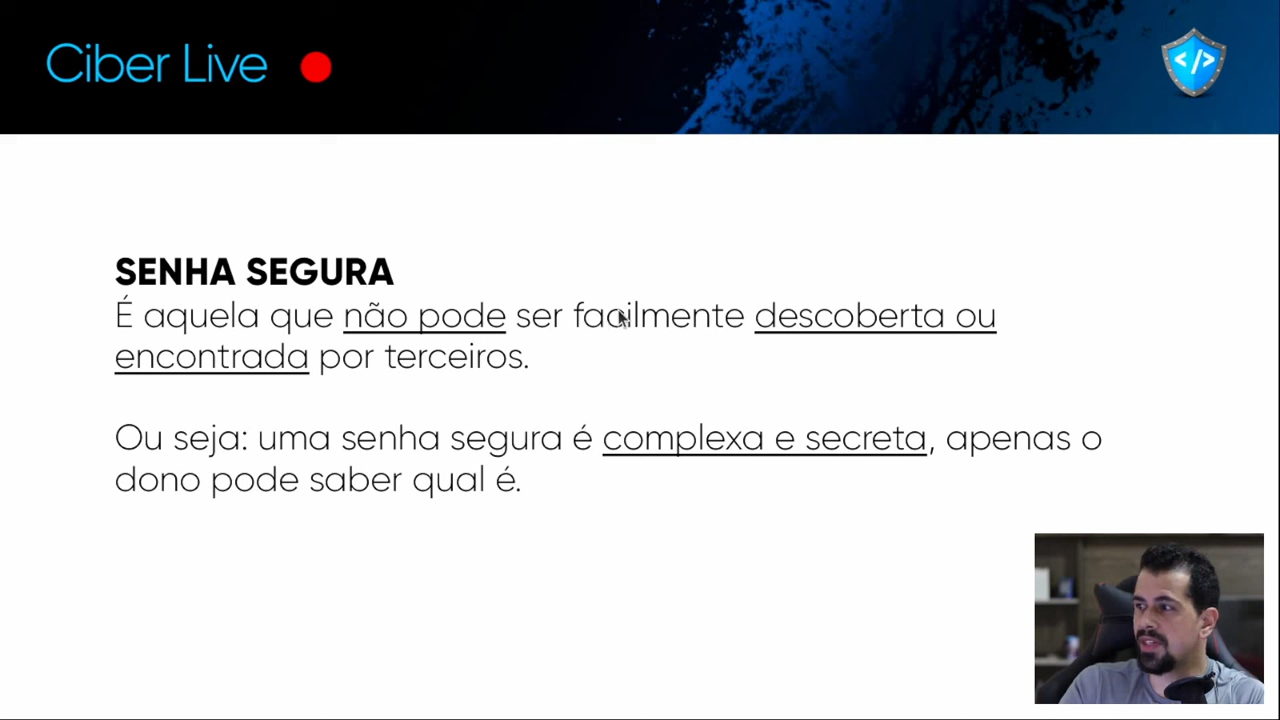 Ciber Live
</>
SENHA SEGURA
É aquela que não pode ser facilmente descoberta ou
encontrada por terceiros.
Ou seja: uma senha segura é complexa e secreta, apenas o
dono pode saber qual é.